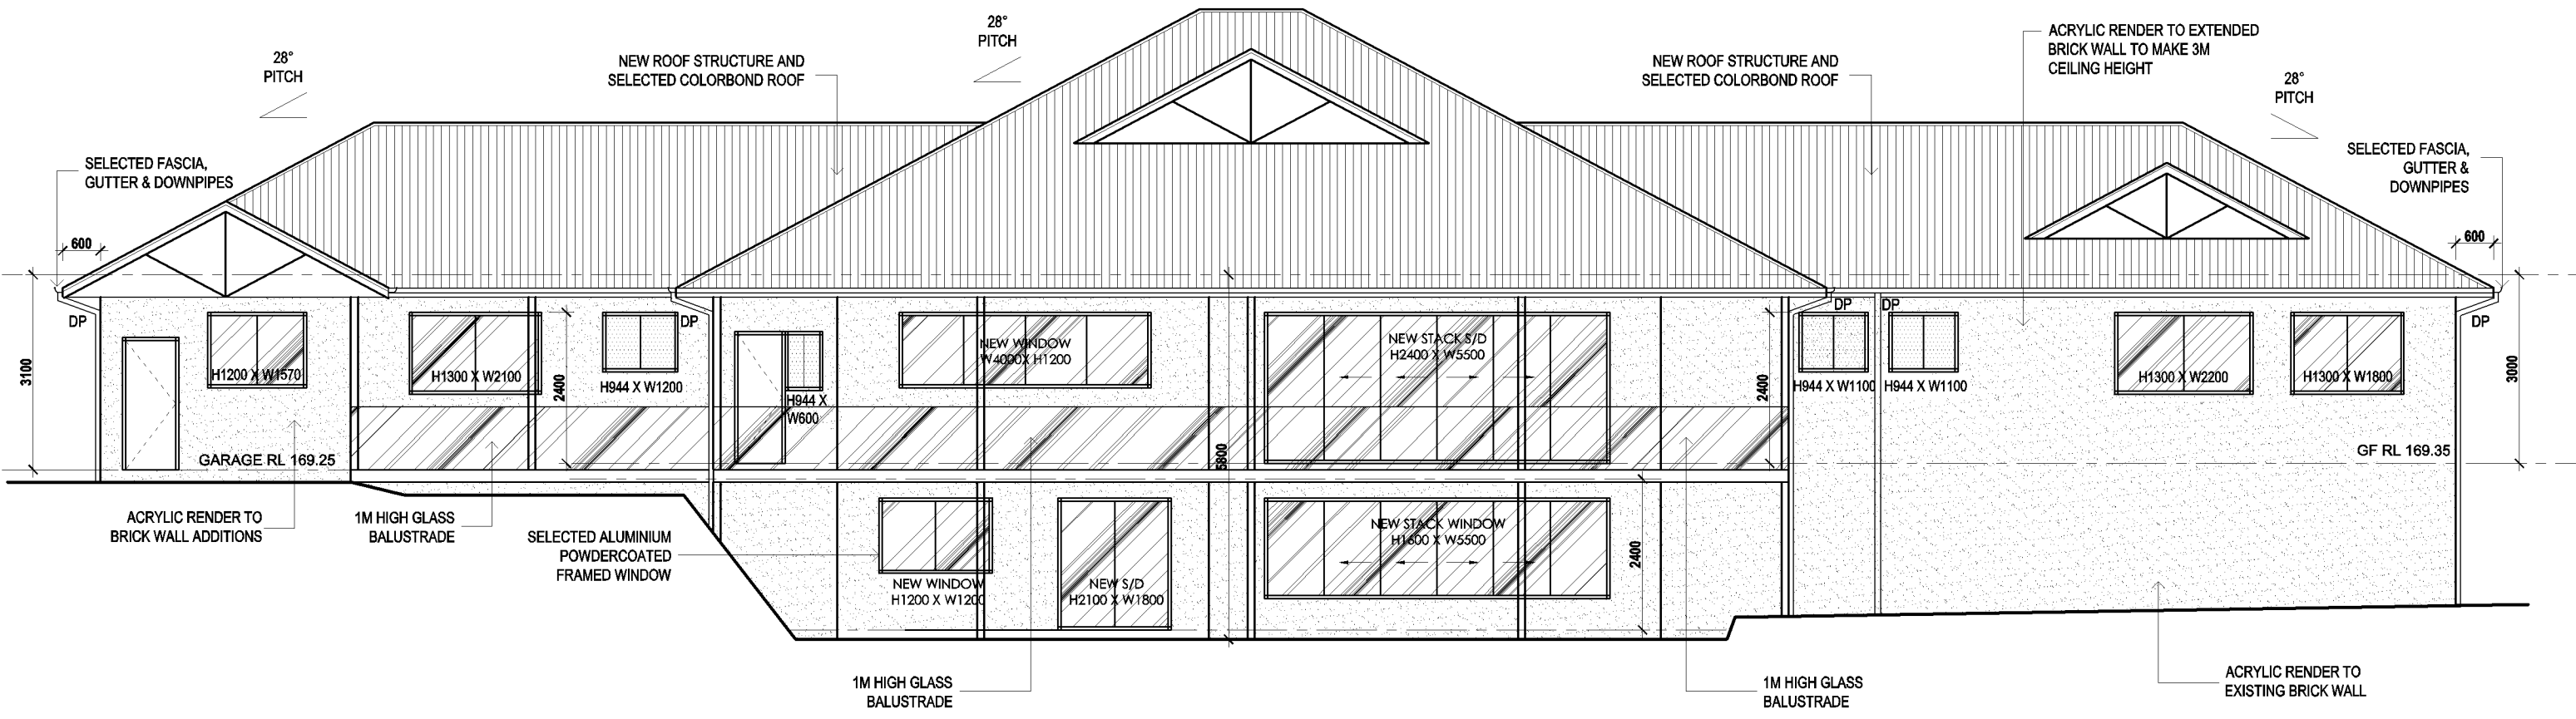 28°
PITCH
NEW ROOF STRUCTURE AND
SELECTED COLORBOND ROOF
28°
PITCH
NEW ROOF STRUCTURE AND
SELECTED COLORBOND ROOF
ACRYLIC RENDER TO EXTENDED
BRICK WALL TO MAKE 3M
CEILING HEIGHT
28°
PITCH
SELECTED FASCIA,
GUTTER & DOWNPIPES
SELECTED FASCIA,
GUTTER &
DOWNPIPES
600
600
3100
DP
H1200 X W1570
H1300 X W2100
2400
H944 X W1200
DP
H944 X
W600
NEW WINDOW
W4000X H1200
5800
NEW STACK S/D
H2400 X W5500
2400
DP
DP
H944 X W1100
H944 X W1100
H1300 X W2200
H1300 X W1800
DP
3000
GARAGE RL 169.25
GF RL 169.35
ACRYLIC RENDER TO
BRICK WALL ADDITIONS
1M HIGH GLASS
BALUSTRADE
SELECTED ALUMINIUM
POWDERCOATED
FRAMED WINDOW
NEW WINDOW
H1200 X W1200
NEW S/D
H2100 X W1800
NEW STACK WINDOW
H1600 X W5500
2400
1M HIGH GLASS
BALUSTRADE
1M HIGH GLASS
BALUSTRADE
ACRYLIC RENDER TO
EXISTING BRICK WALL